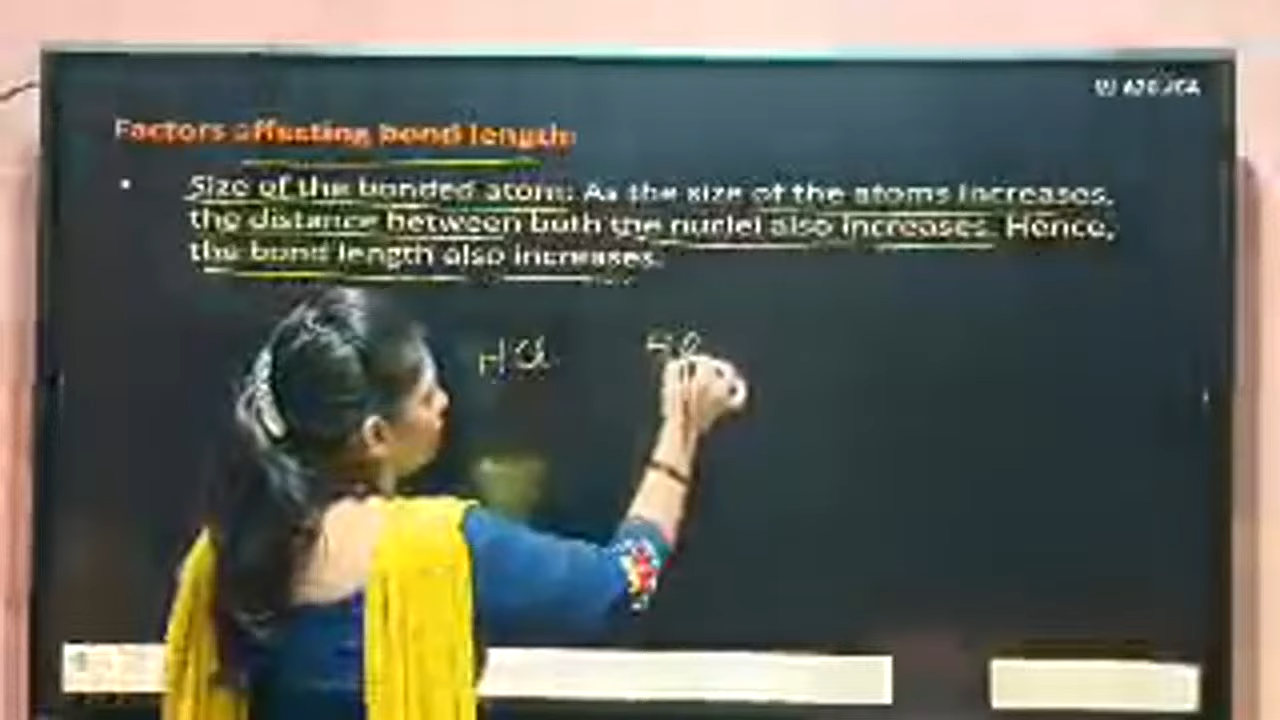 Factors affecting bond length:
• Size of the bonded atom: As the size of the atoms increases,
the distance between both the nuclei also increases. Hence,
the bond length also increases.
HCl